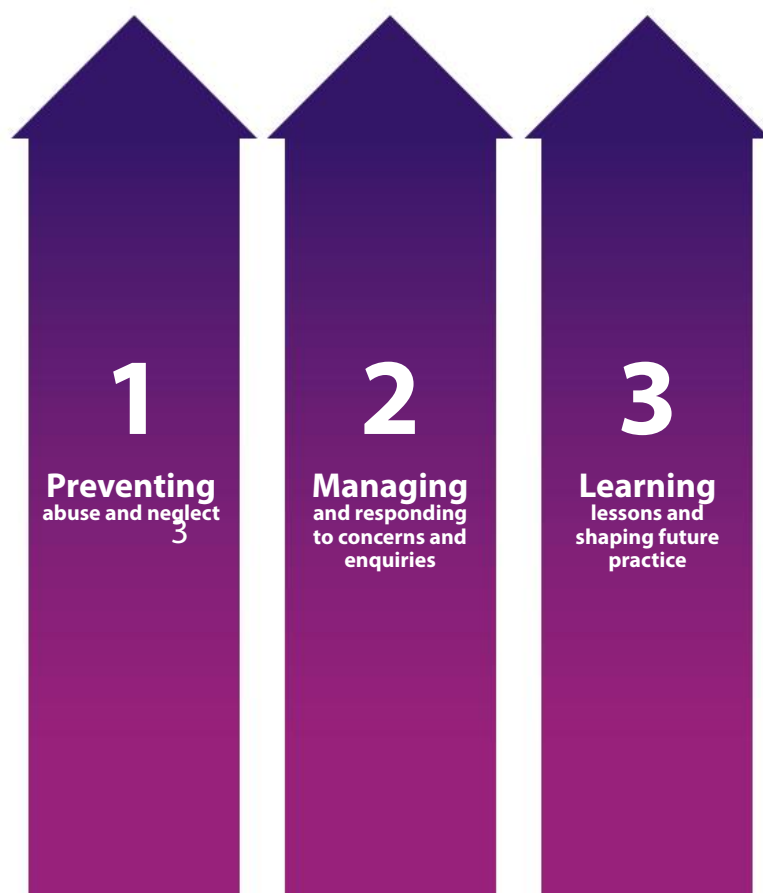 1
Preventing
abuse and neglect
3
2
Managing
and responding
to concerns and
enquiries
3
Learning
lessons and
shaping future
practice